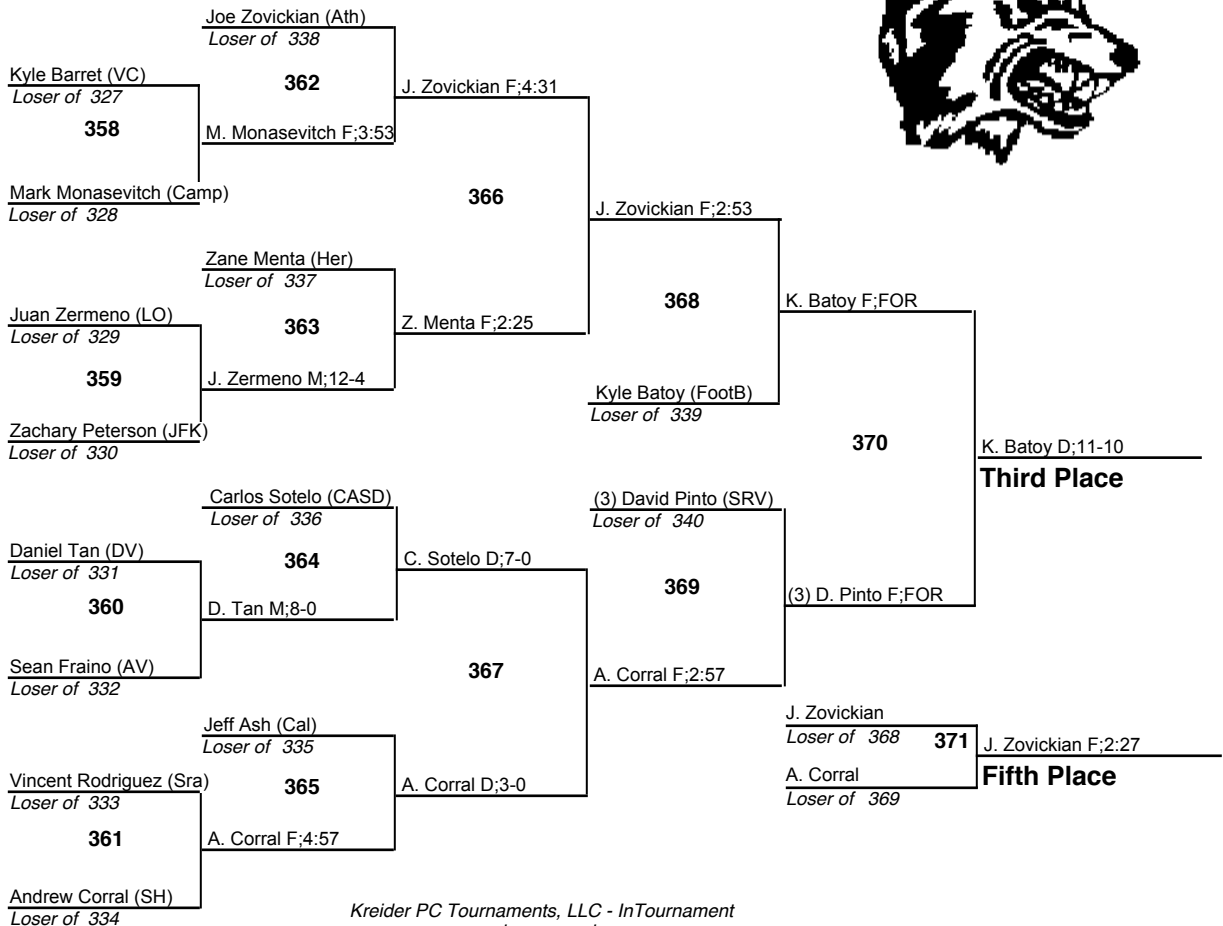 Joe Zovickian (Ath)
Loser of 338
Kyle Barret (VC)
Loser of 327
362
J. Zovickian F;4:31
358
M. Monasevitch F;3:53
Mark Monasevitch (Camp)
Loser of 328
366
J. Zovickian F;2:53
Zane Menta (Her)
Loser of 337
Juan Zermeno (LO)
Loser of 329
363
Z. Menta F;2:25
368
K. Batoy F;FOR
359
J. Zermeno M;12-4
Kyle Batoy (FootB)
Loser of 339
Zachary Peterson (JFK)
Loser of 330
370
K. Batoy D;11-10
Third Place
Carlos Sotelo (CASD)
Loser of 336
(3) David Pinto (SRV)
Loser of 340
Daniel Tan (DV)
Loser of 331
364
C. Sotelo D;7-0
369
(3) D. Pinto F;FOR
360
D. Tan M;8-0
Sean Fraino (AV)
Loser of 332
367
A. Corral F;2:57
Jeff Ash (Cal)
Loser of 335
J. Zovickian
Loser of 368
371
J. Zovickian F;2:27
Fifth Place
Vincent Rodriguez (Sra)
Loser of 333
365
A. Corral D;3-0
A. Corral
Loser of 369
361
A. Corral F;4:57
Andrew Corral (SH)
Loser of 334
Kreider PC Tournaments, LLC - InTournament